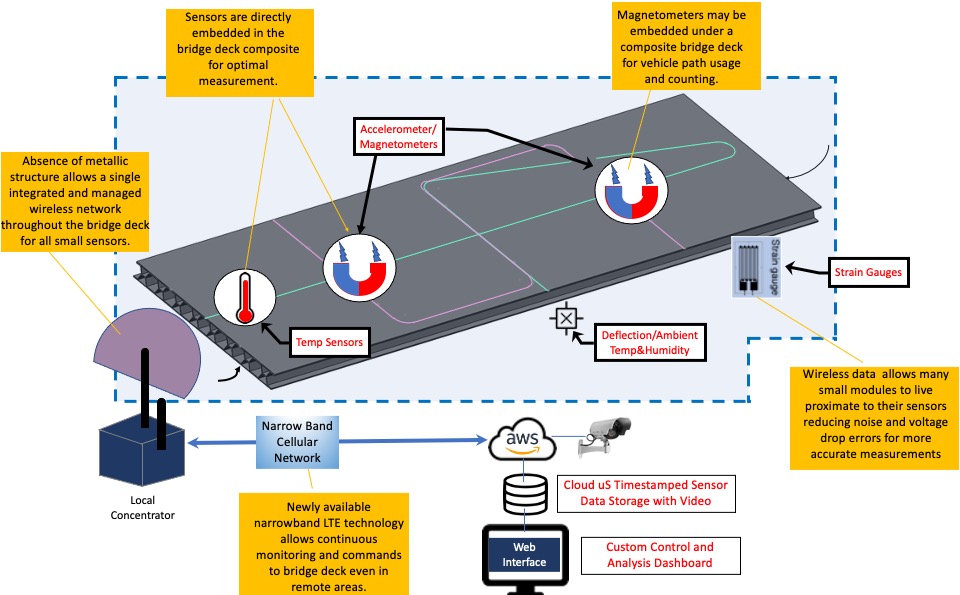 Sensors are directly
embedded in the
bridge deck composite
for optimal
measurement.
Magnetometers may be
embedded under a
composite bridge deck
for vehicle path usage
and counting.
Accelerometer/
Magnetometers
Absence of metallic
structure allows a single
integrated and managed
wireless network
throughout the bridge deck
for all small sensors.
Strain gauge
Strain Gauges
Temp Sensors
Deflection/Ambient
Temp&Humidity
Wireless data allows many
small modules to live
proximate to their sensors
reducing noise and voltage
drop errors for more
accurate measurements
Narrow Band
Cellular
Network
aws
Local
Concentrator
Cloud uS Timestamped Sensor
Data Storage with Video
Newly available
narrowband LTE technology
allows continuous
monitoring and commands
to bridge deck even in
remote areas.
Web
Interface
Custom Control and
Analysis Dashboard